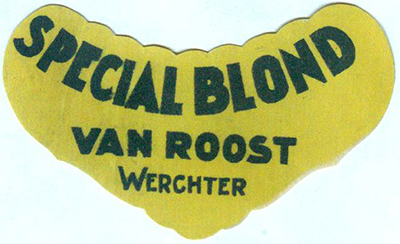 SPECIAL BLOND
VAN ROOST
WERCHTER